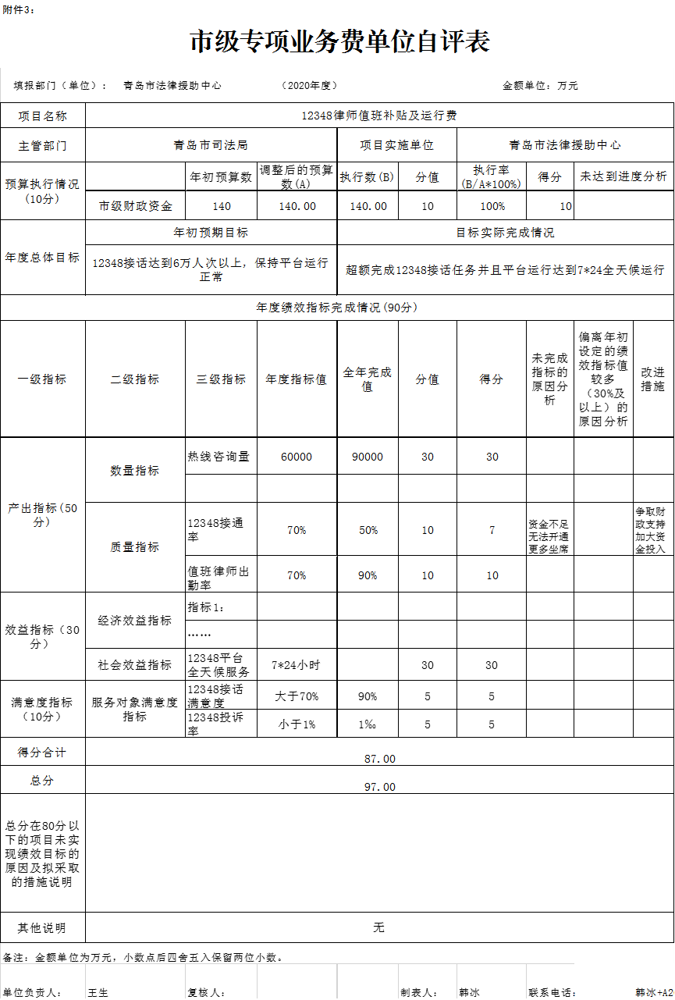 附件3：
市级专项业务费单位自评表
填报部门（单位）： 青岛市法律援助中心 （2020年度） 金额单位：万元
项目名称 12348律师值班补贴及运行费
主管部门 青岛市司法局 项目实施单位 青岛市法律援助中心
预算执行情况
(10分)
年初预算数
调整后的预算
数(A)
执行数(B)
分值
执行率
(B/A*100%)
得分
未达到进度分析
市级财政资金 140 140.00 140.00 10 100% 10
年度总体目标
年初预期目标 目标实际完成情况
12348接话达到6万人次以上，保持平台运行
正常
超额完成12348接话任务并且平台运行达到7*24全天候运行
年度绩效指标完成情况(90分)
一级指标 二级指标 三级指标 年度指标值
全年完成
值
分值 得分
未完成
指标的
原因分
析
偏离年初
设定的绩
效指标值
较多
（30%及
以上）的
原因分析
改进
措施
产出指标(50
分)
数量指标
热线咨询量 60000 90000 30 30
质量指标
12348接通
率
70% 50% 10 7
资金不足
无法开通
更多坐席
争取财
政支持
加大资
金投入
值班律师出
勤率
70% 90% 10 10
效益指标（30
分）
经济效益指标
指标1：
……
社会效益指标
12348平台
全天候服务
7*24小时 30 30
满意度指标
（10分）
服务对象满意度
指标
12348接话
满意度
大于70% 90% 5 5
12348投诉
率
小于1% 1‰ 5 5
得分合计 87.00
总分 97.00
总分在80分以
下的项目未实
现绩效目标的
原因及拟采取
的措施说明
其他说明 无
备注：金额单位为万元，小数点后四舍五入保留两位小数。
单位负责人： 王生 复核人： 制表人： 韩冰 联系电话： 韩冰+A2